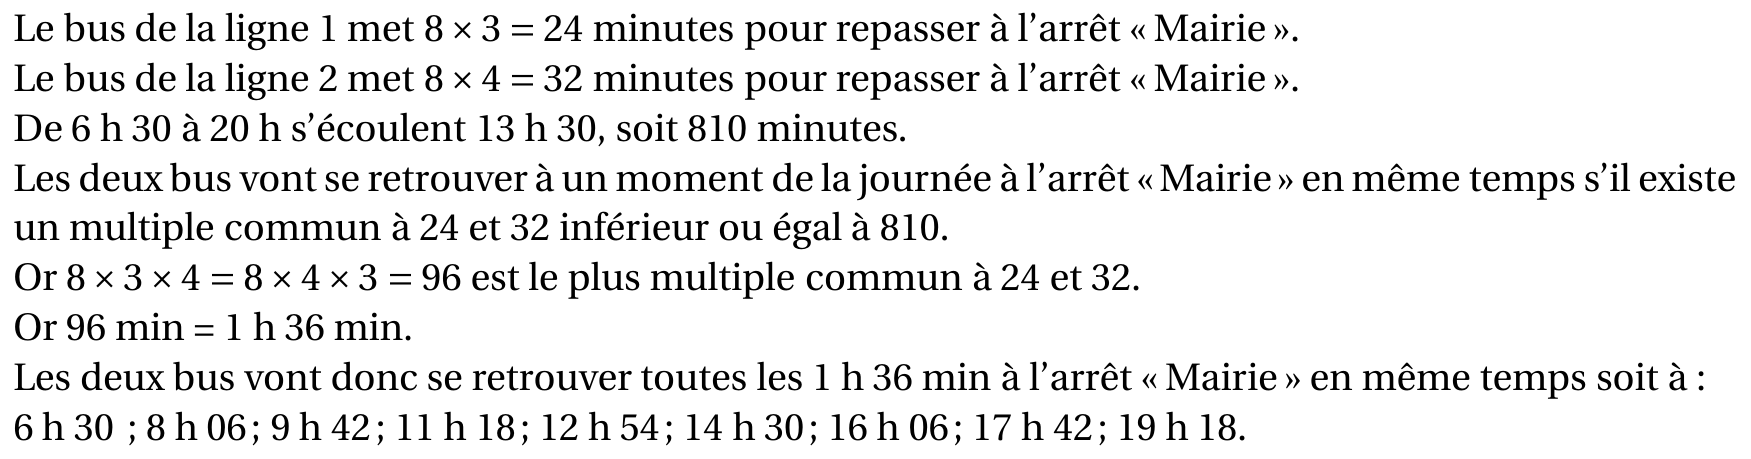 Le bus de la ligne 1 met 8 × 3 = 24 minutes pour repasser à l’arrêt « Mairie ».
Le bus de la ligne 2 met 8 × 4 = 32 minutes pour repasser à l’arrêt « Mairie ».
De 6 h 30 à 20 h s’écoulent 13 h 30, soit 810 minutes.
Les deux bus vont se retrouver à un moment de la journée à l’arrêt « Mairie » en même temps s’il existe
un multiple commun à 24 et 32 inférieur ou égal à 810.
Or 8 × 3 × 4 = 8 × 4 × 3 = 96 est le plus multiple commun à 24 et 32.
Or 96 min = 1 h 36 min.
Les deux bus vont donc se retrouver toutes les 1 h 36 min à l’arrêt « Mairie » en même temps soit à :
6 h 30 ; 8 h 06 ; 9 h 42 ; 11 h 18 ; 12 h 54 ; 14 h 30 ; 16 h 06 ; 17 h 42 ; 19 h 18.